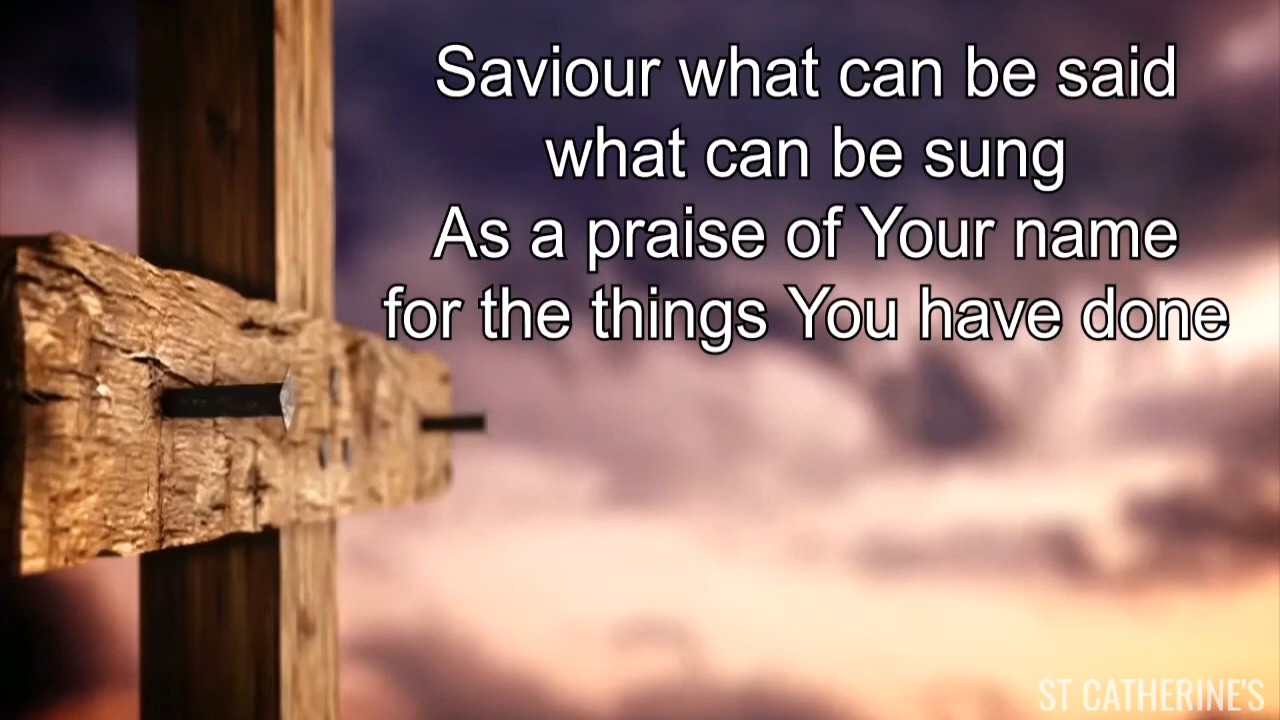 Saviour what can be said
what can be sung
As a praise of Your name
for the things You have done
ST CATHERINE'S